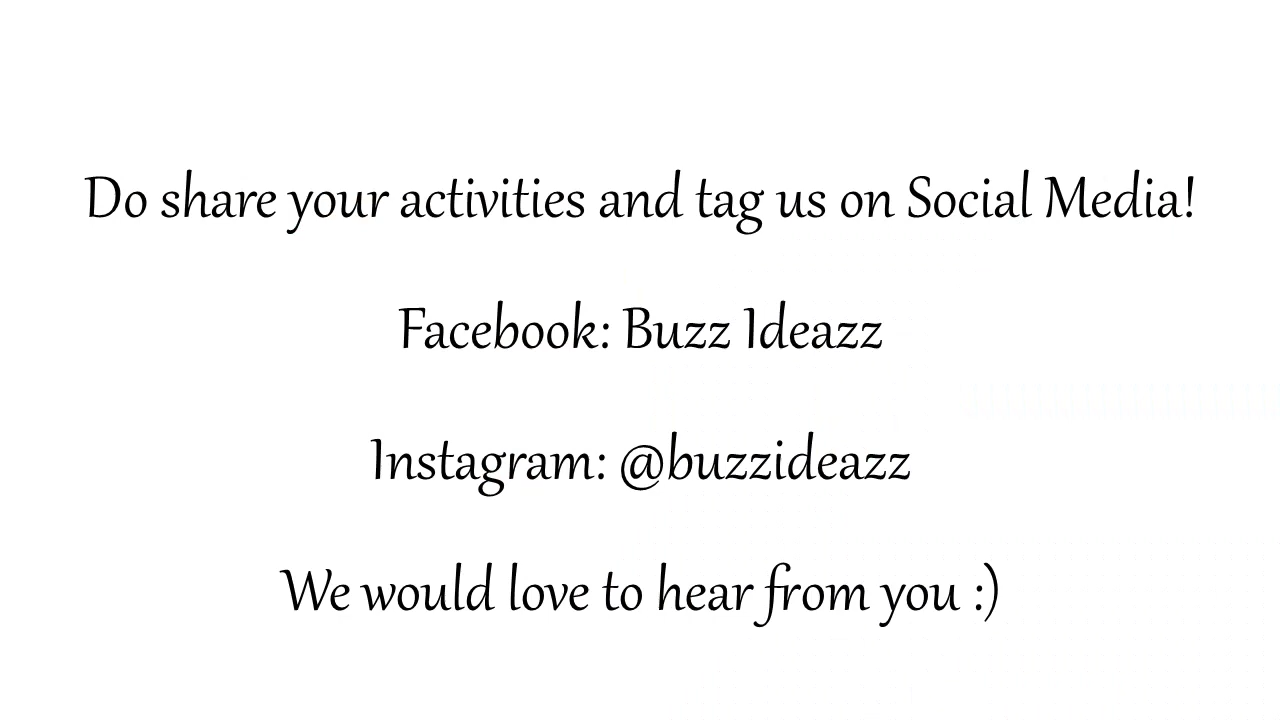 Do share your activities and tag us on Social Media!
Facebook: Buzz Ideazz
Instagram: @buzzideazz
We would love to hear from you :)